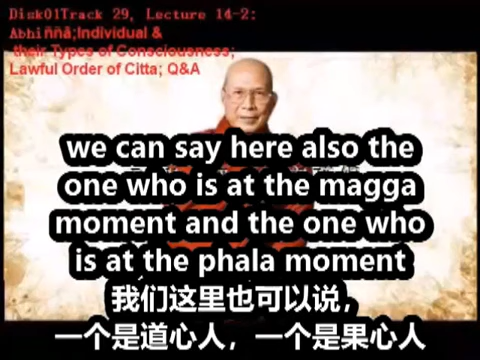 Disk01Track 29, Lecture 14-2:
Abhiññā;Individual &
their Types of Consciousness;
Lawful Order of Citta; Q&A
we can say here also the
one who is at the magga
moment and the one who
is at the phala moment
我们这里也可以说，
一个是道心人，一个是果心人